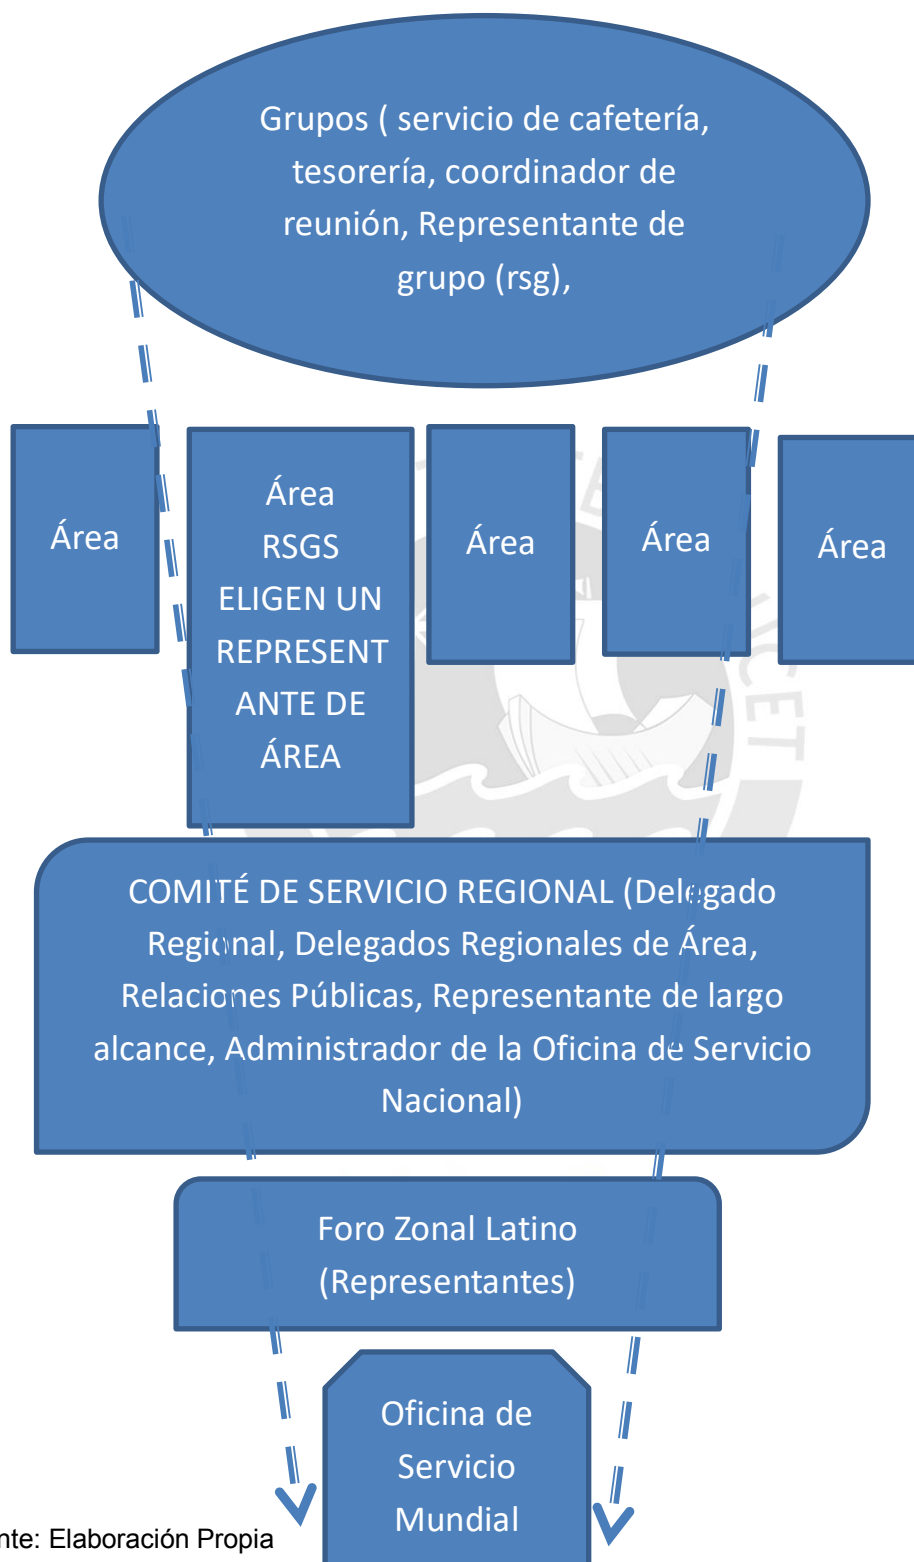 Grupos ( servicio de cafetería,
tesorería, coordinador de
reunión, Representante de
grupo (rsg),
Área
Área
RSGS
ELIGEN UN
REPRESENT
ANTE DE
ÁREA
Área
Área
Área
COMITÉ DE SERVICIO REGIONAL (Delegado
Regional, Delegados Regionales de Área,
Relaciones Públicas, Representante de largo
alcance, Administrador de la Oficina de Servicio
Nacional)
Foro Zonal Latino
(Representantes)
Oficina de
Servicio
Mundial
nte: Elaboración Propia